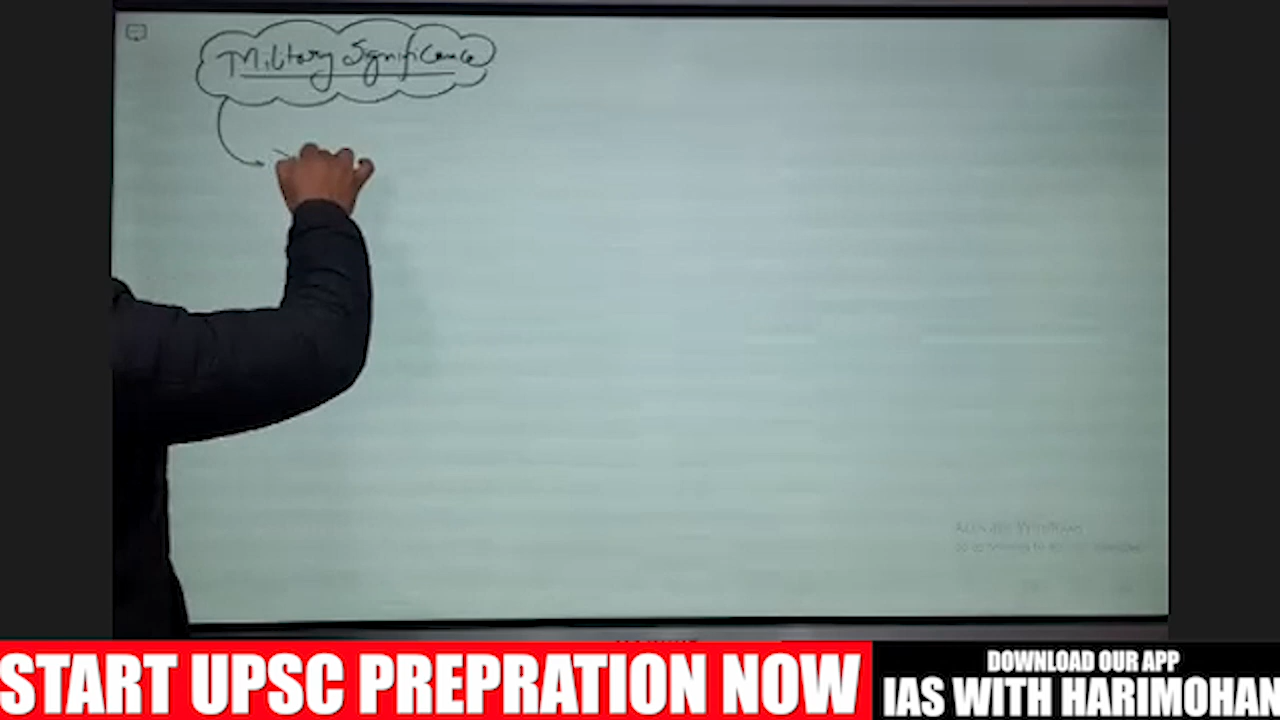 Military Significance
START UPSC PREPRATION NOW
DOWNLOAD OUR APP
IAS WITH HARIMOHAN